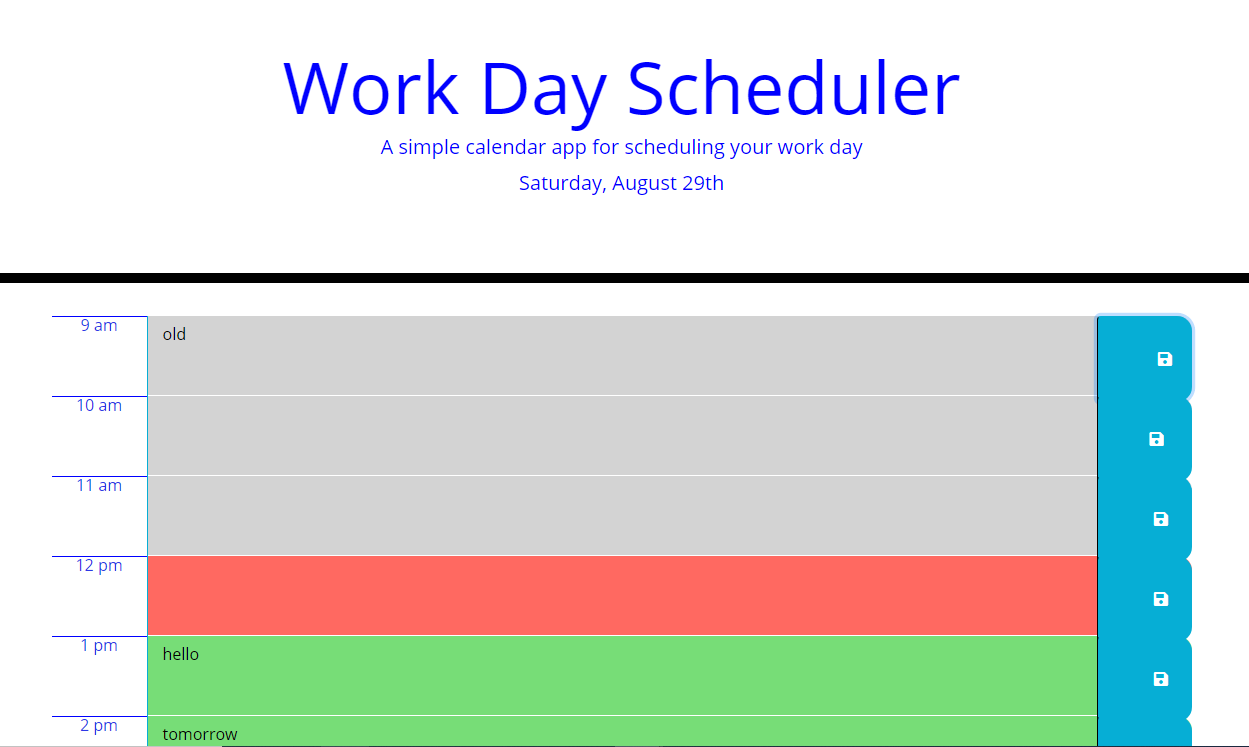 Work Day Scheduler
A simple calendar app for scheduling your work day
Saturday, August 29th
9 am
old
10 am
11 am
12 pm
1 pm
hello
2 pm
tomorrow